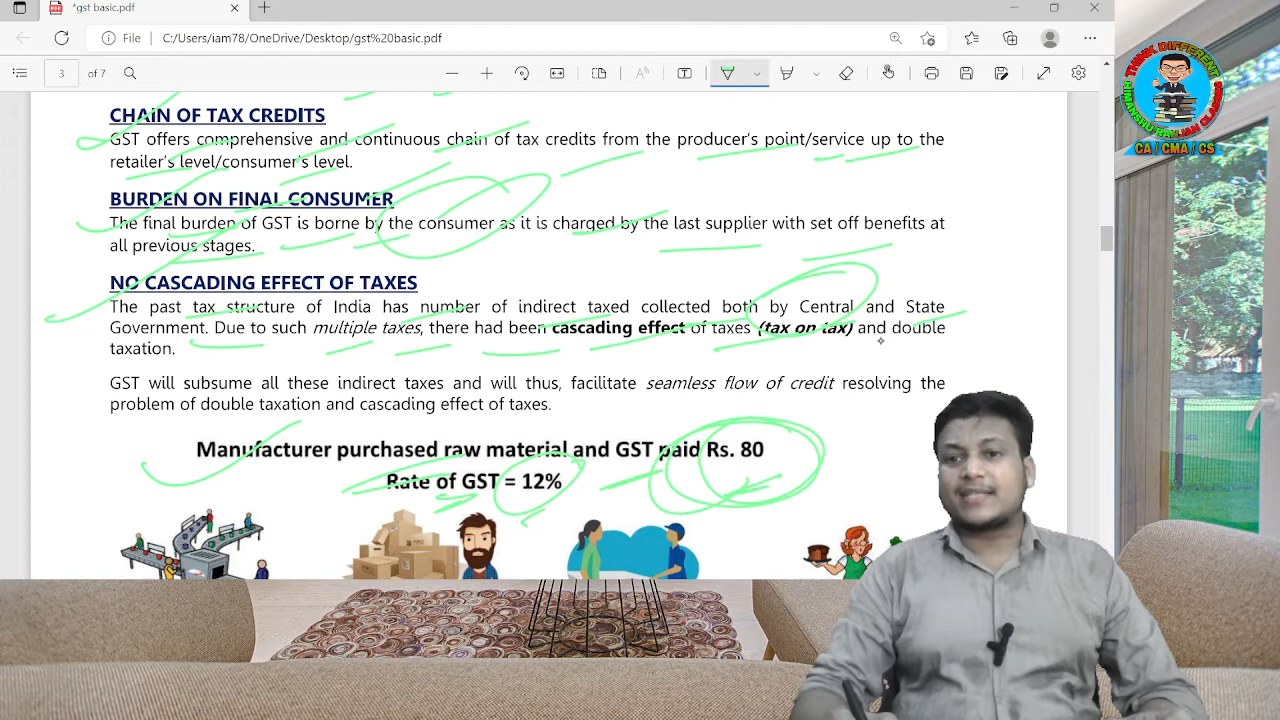 *gst basic.pdf
File | C:/Users/iam78/OneDrive/Desktop/gst%20basic.pdf
3 of 7
CHAIN OF TAX CREDITS
GST offers comprehensive and continuous chain of tax credits from the producer's point/service up to the
retailer's level/consumer's level.
BURDEN ON FINAL CONSUMER
The final burden of GST is borne by the consumer as it is charged by the last supplier with set off benefits at
all previous stages.
NO CASCADING EFFECT OF TAXES
The past tax structure of India has number of indirect taxed collected both by Central and State
Government. Due to such multiple taxes, there had been cascading effect of taxes (tax on tax) and double
taxation.
GST will subsume all these indirect taxes and will thus, facilitate seamless flow of credit resolving the
problem of double taxation and cascading effect of taxes.
Manufacturer purchased raw material and GST paid Rs. 80
Rate of GST = 12%
THINK DIFFERENT
HIMANSHU RANJAN CLASSES
CA / CMA / CS